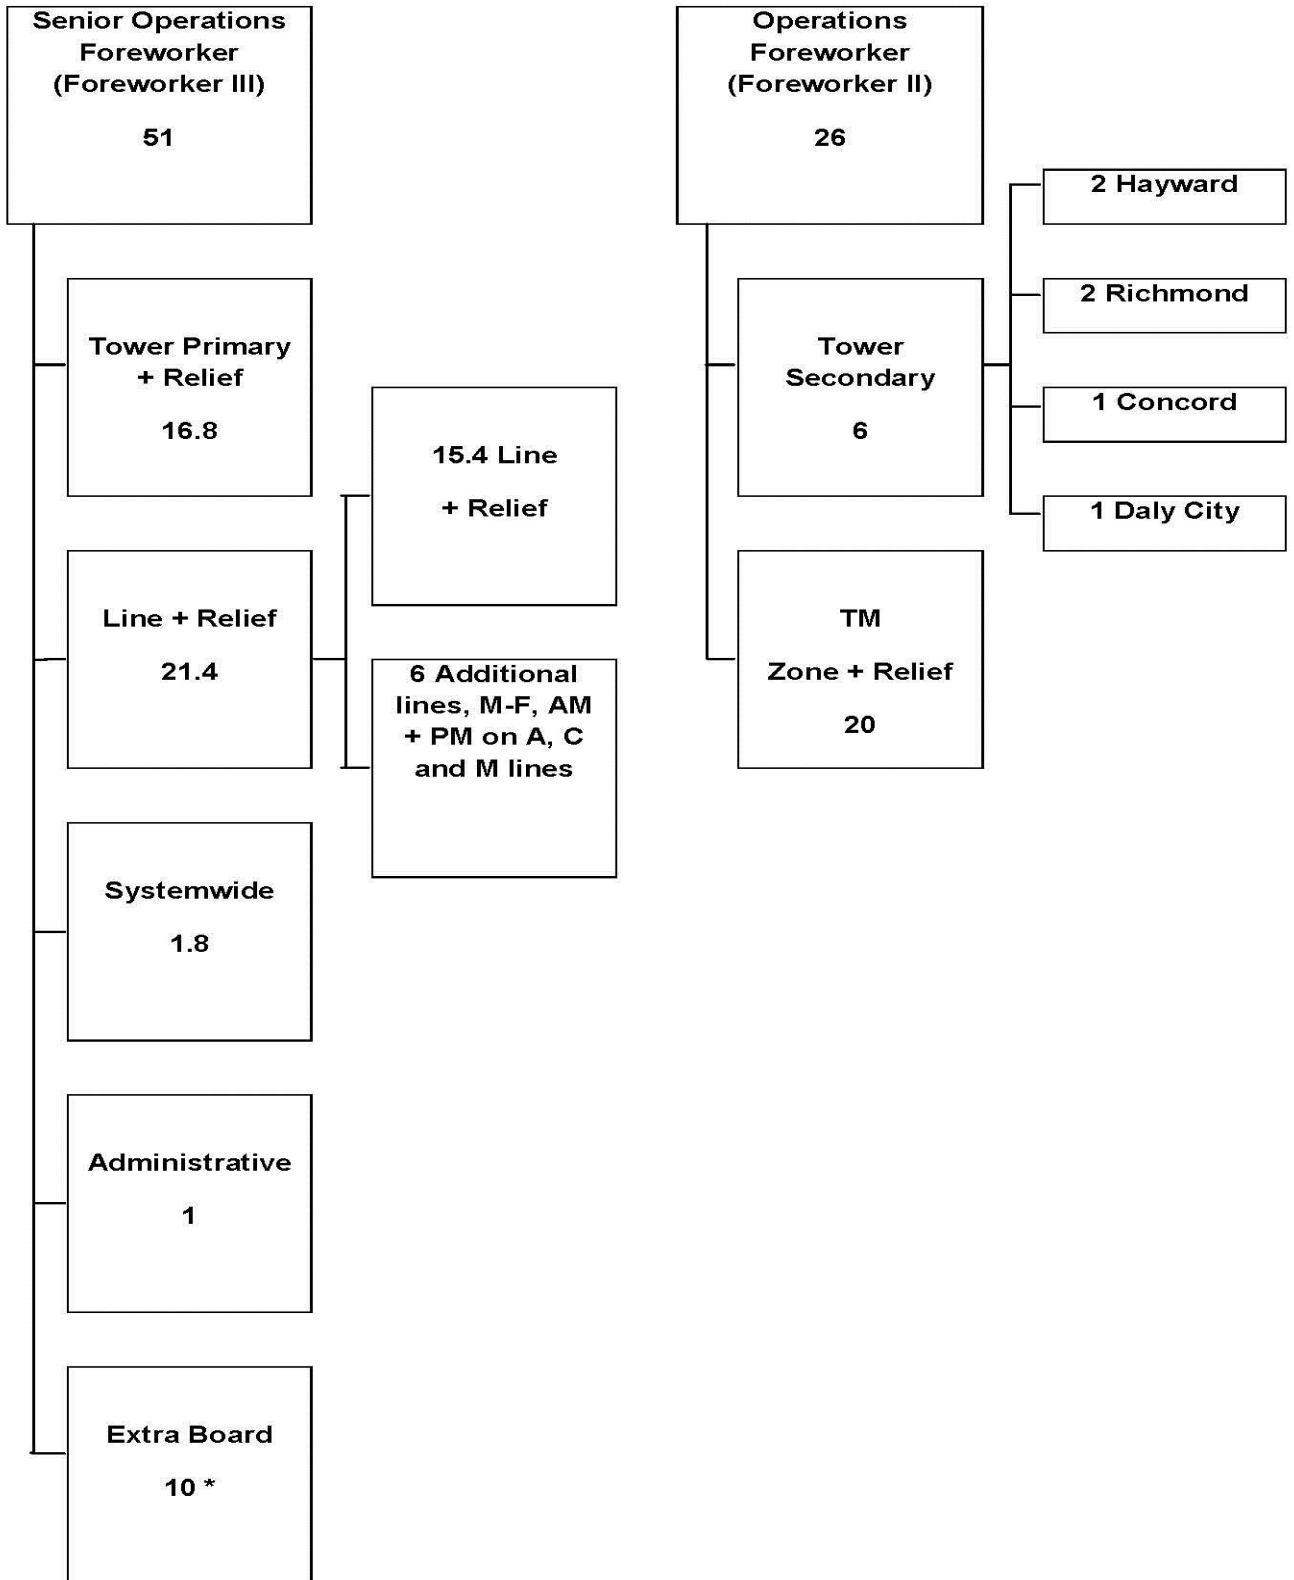 Senior Operations
Foreworker
(Foreworker III)
51
Tower Primary
+ Relief
16.8
Line + Relief
21.4
15.4 Line
+ Relief
6 Additional
lines, M-F, AM
+ PM on A, C
and M lines
Systemwide
1.8
Administrative
1
Extra Board
10 *
Operations
Foreworker
(Foreworker II)
26
Tower
Secondary
6
2 Hayward
2 Richmond
1 Concord
1 Daly City
TM
Zone + Relief
20